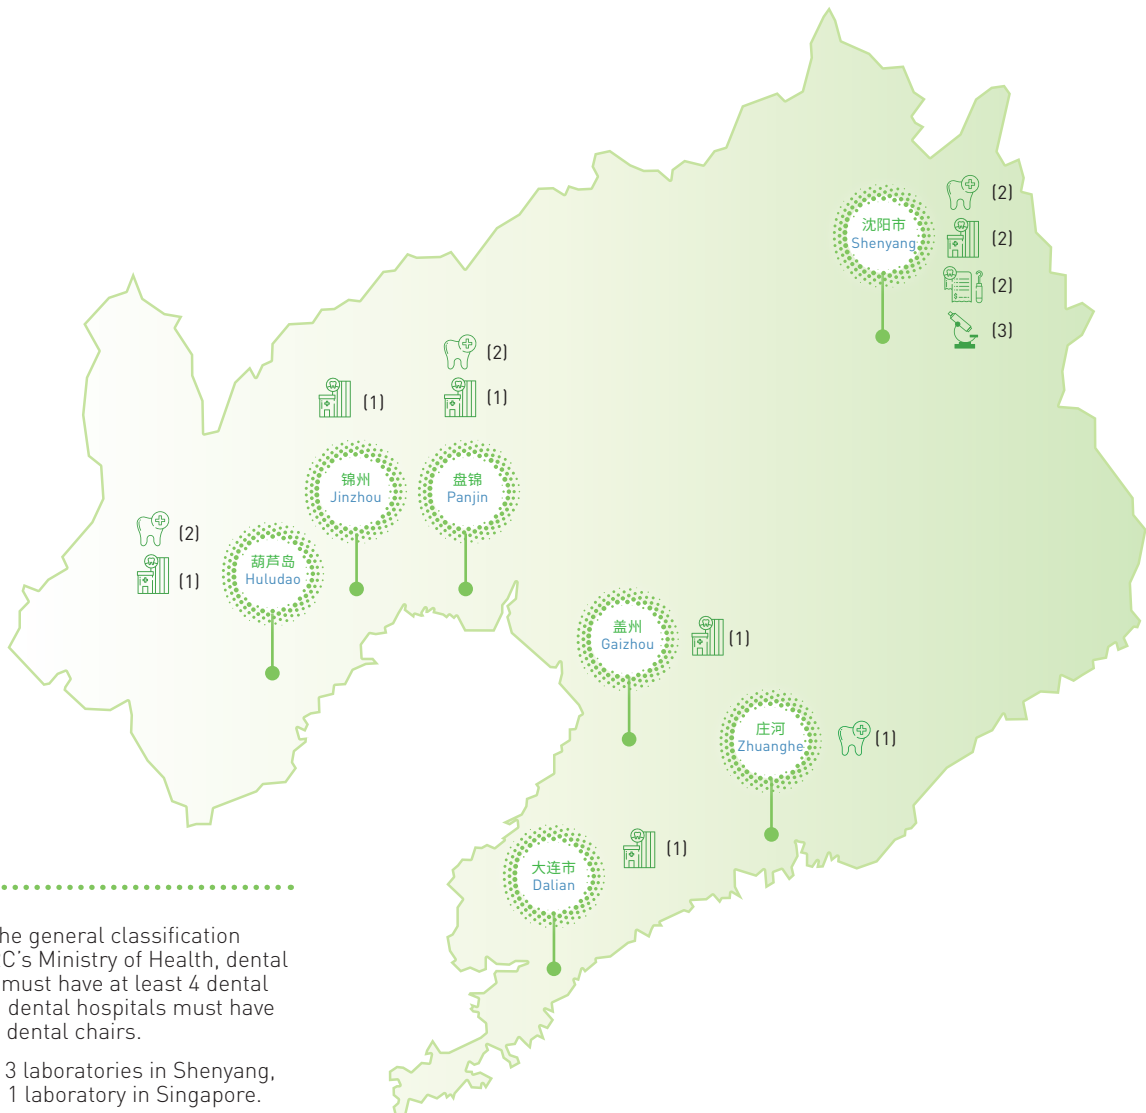 沈阳市
Shenyang
(2)
(2)
(2)
(3)
(2)
(1)
(1)
锦州
Jinzhou
盘锦
Panjin
(2)
(1)
葫芦岛
Huludao
盖州
Gaizhou
(1)
庄河
Zhuanghe
(1)
大连市
Dalian
(1)
he general classification
C's Ministry of Health, dental
must have at least 4 dental
dental hospitals must have
dental chairs.
3 laboratories in Shenyang,
1 laboratory in Singapore.